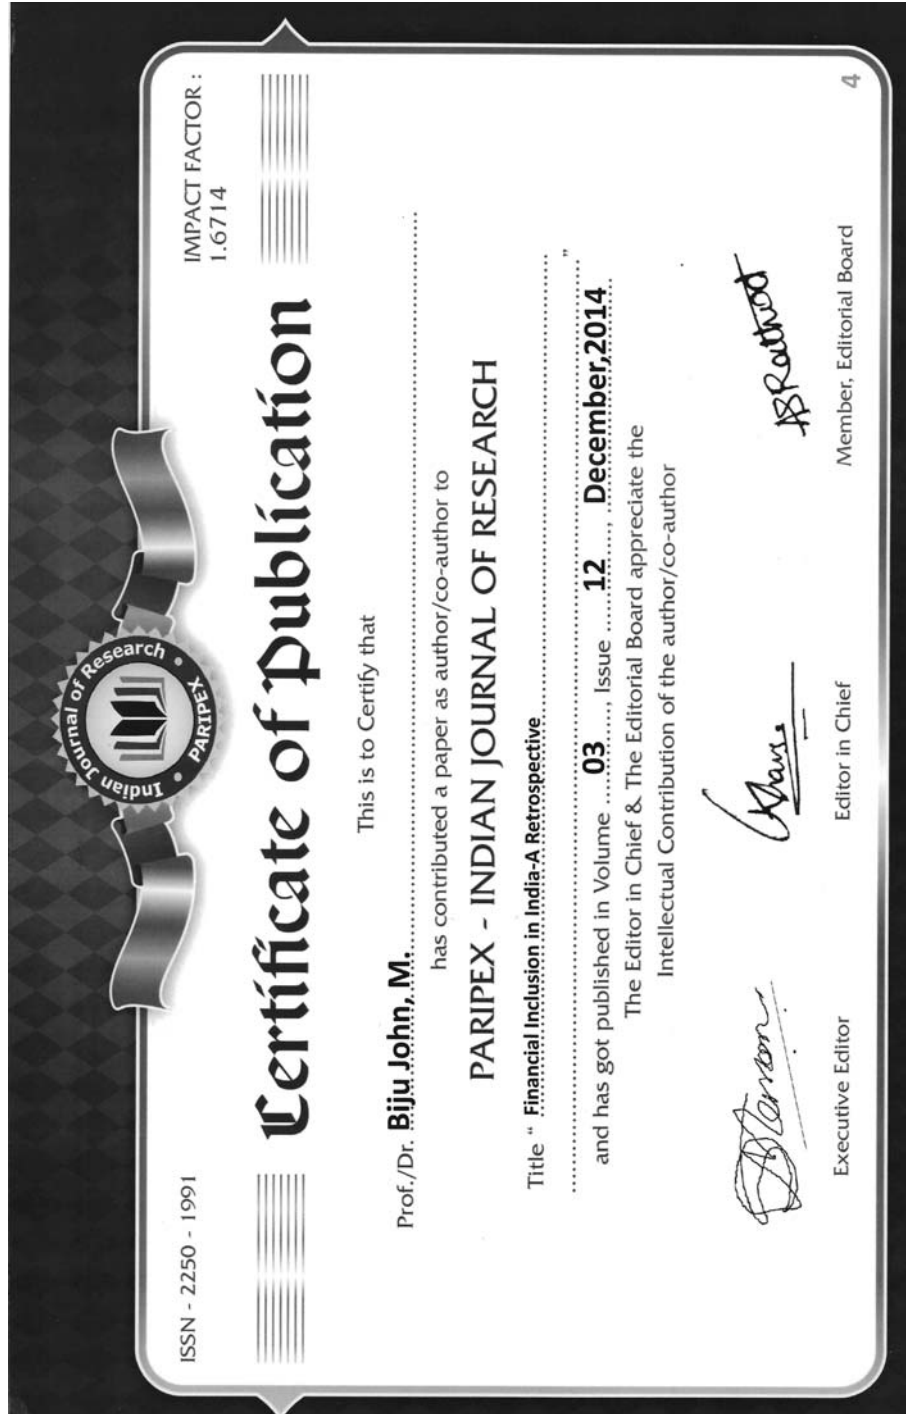 ISSN - 2250 - 1991
IMPACT FACTOR :
1.6714
Indian Journal of Research
PARIPEX
Certificate of Publication
This is to Certify that
Prof./Dr. Biju John, M.
has contributed a paper as author/co-author to
PARIPEX - INDIAN JOURNAL OF RESEARCH
Title " Financial Inclusion in India-A Retrospective
"
and has got published in Volume 03, Issue 12, December,2014
The Editor in Chief & The Editorial Board appreciate the
Intellectual Contribution of the author/co-author
Executive Editor
Editor in Chief
Member, Editorial Board
4